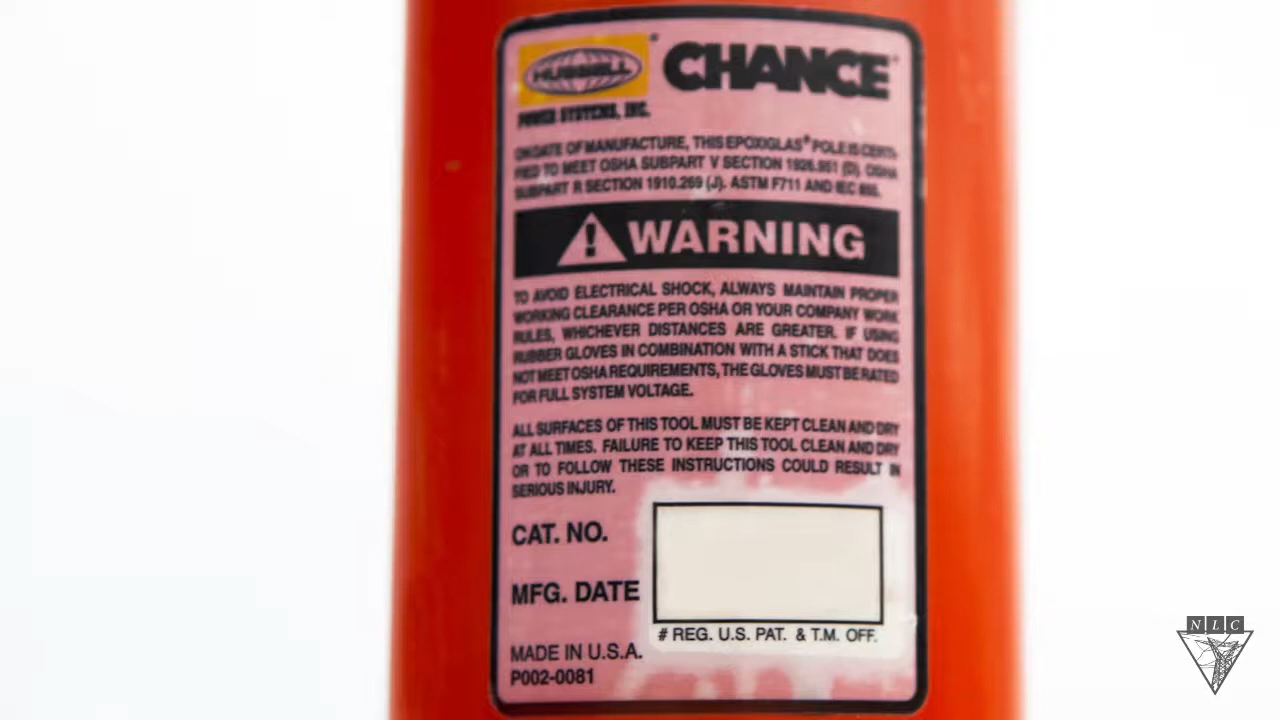 HUBBELL
CHANCE
POWER SYSTEMS, INC.
ON DATE OF MANUFACTURE, THIS EPOXIGLAS® POLE IS CERTI-
FIED TO MEET OSHA SUBPART V SECTION 1926.951 (D). OSHA
SUBPART R SECTION 1910.269 (J). ASTM F711 AND IEC 855.
WARNING
TO AVOID ELECTRICAL SHOCK, ALWAYS MAINTAIN PROPER
WORKING CLEARANCE PER OSHA OR YOUR COMPANY WORK
RULES, WHICHEVER DISTANCES ARE GREATER. IF USING
RUBBER GLOVES IN COMBINATION WITH A STICK THAT DOES
NOT MEET OSHA REQUIREMENTS, THE GLOVES MUST BE RATED
FOR FULL SYSTEM VOLTAGE.
ALL SURFACES OF THIS TOOL MUST BE KEPT CLEAN AND DRY
AT ALL TIMES. FAILURE TO KEEP THIS TOOL CLEAN AND DRY
OR TO FOLLOW THESE INSTRUCTIONS COULD RESULT IN
SERIOUS INJURY.
CAT. NO.
MFG. DATE
# REG. U.S. PAT. & T.M. OFF.
MADE IN U.S.A.
P002-0081
NLC